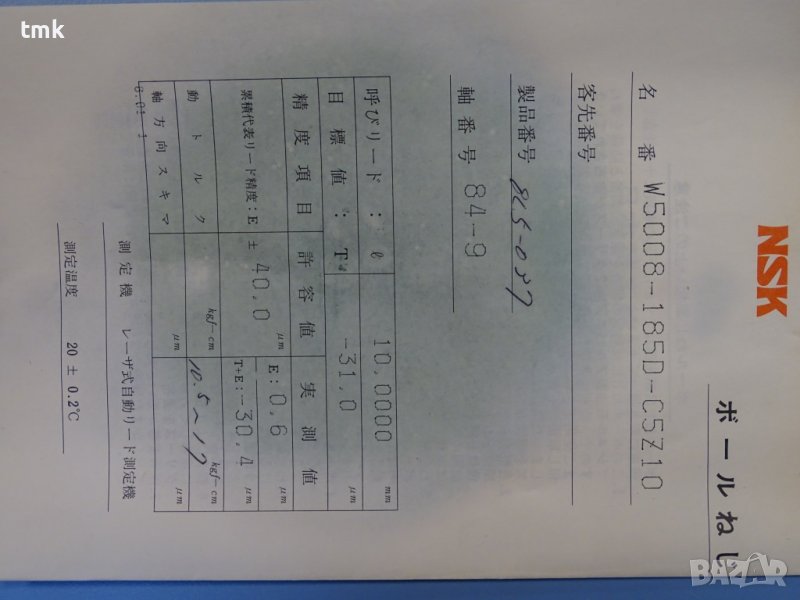 tmk
NSK
ボールねじ
名 番 W5008-185D-C5Z10
客先番号
製品番号
軸番号 84-9
呼びリード : ℓ 10,0000 mm
目標値 : T -31,0 μm
精度項目 許容値 実測値
累積代表リード精度:E ± 40,0 μm E: 0,6 μm
T+E: -30,4 μm
動トルク kgf-cm 10.5~17 kgf-cm
軸方向スキマ μm μm
測定機 レーザ式自動リード測定機
測定温度 20 ± 0.2℃
BAZAR